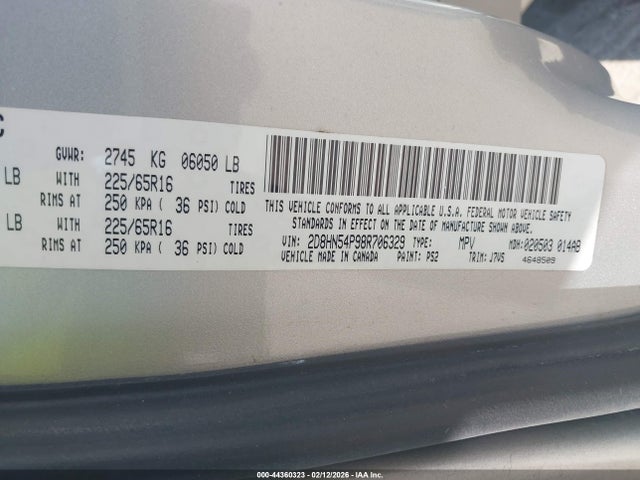 C
GVWR: 2745 KG 06050 LB
LB WITH 225/65R16 TIRES
RIMS AT 250 KPA ( 36 PSI) COLD
LB WITH 225/65R16 TIRES
RIMS AT 250 KPA ( 36 PSI) COLD
THIS VEHICLE CONFORMS TO ALL APPLICABLE U.S.A. FEDERAL MOTOR VEHICLE SAFETY
STANDARDS IN EFFECT ON THE DATE OF MANUFACTURE SHOWN ABOVE.
VIN: 2D8HN54P98R706329 TYPE: MPV MDH: 020503 014AB
VEHICLE MADE IN CANADA PAINT: PS2 TRIM: J7VS 4648509
000-44360323 - 02/12/2026 - IAA Inc.